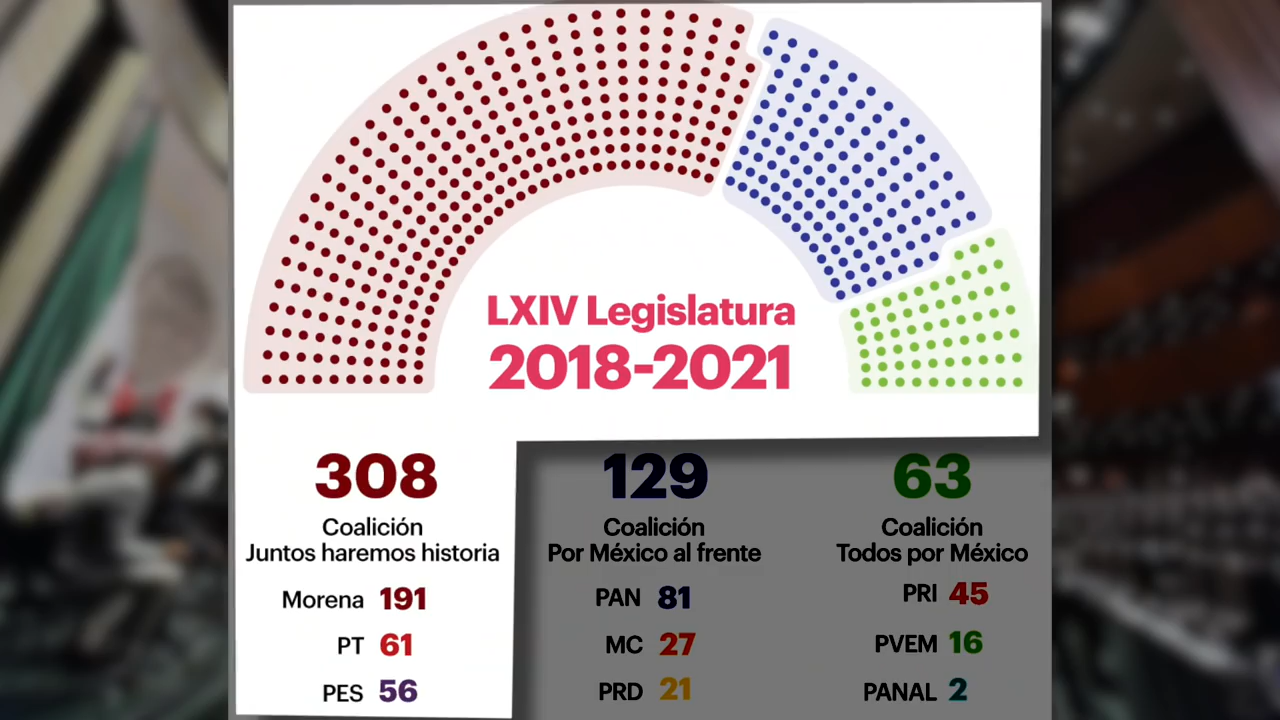 LXIV Legislatura
2018-2021
308
Coalición
Juntos haremos historia
Morena 191
PT 61
PES 56
129
Coalición
Por México al frente
PAN 81
MC 27
PRD 21
63
Coalición
Todos por México
PRI 45
PVEM 16
PANAL 2